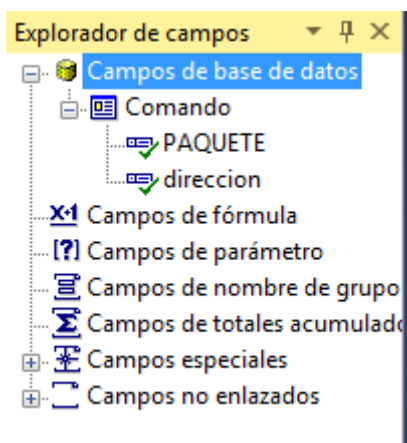 Explorador de campos
Campos de base de datos
Comando
PAQUETE
direccion
Campos de fórmula
[?] Campos de parámetro
Campos de nombre de grupo
Σ Campos de totales acumulado
Campos especiales
Campos no enlazados